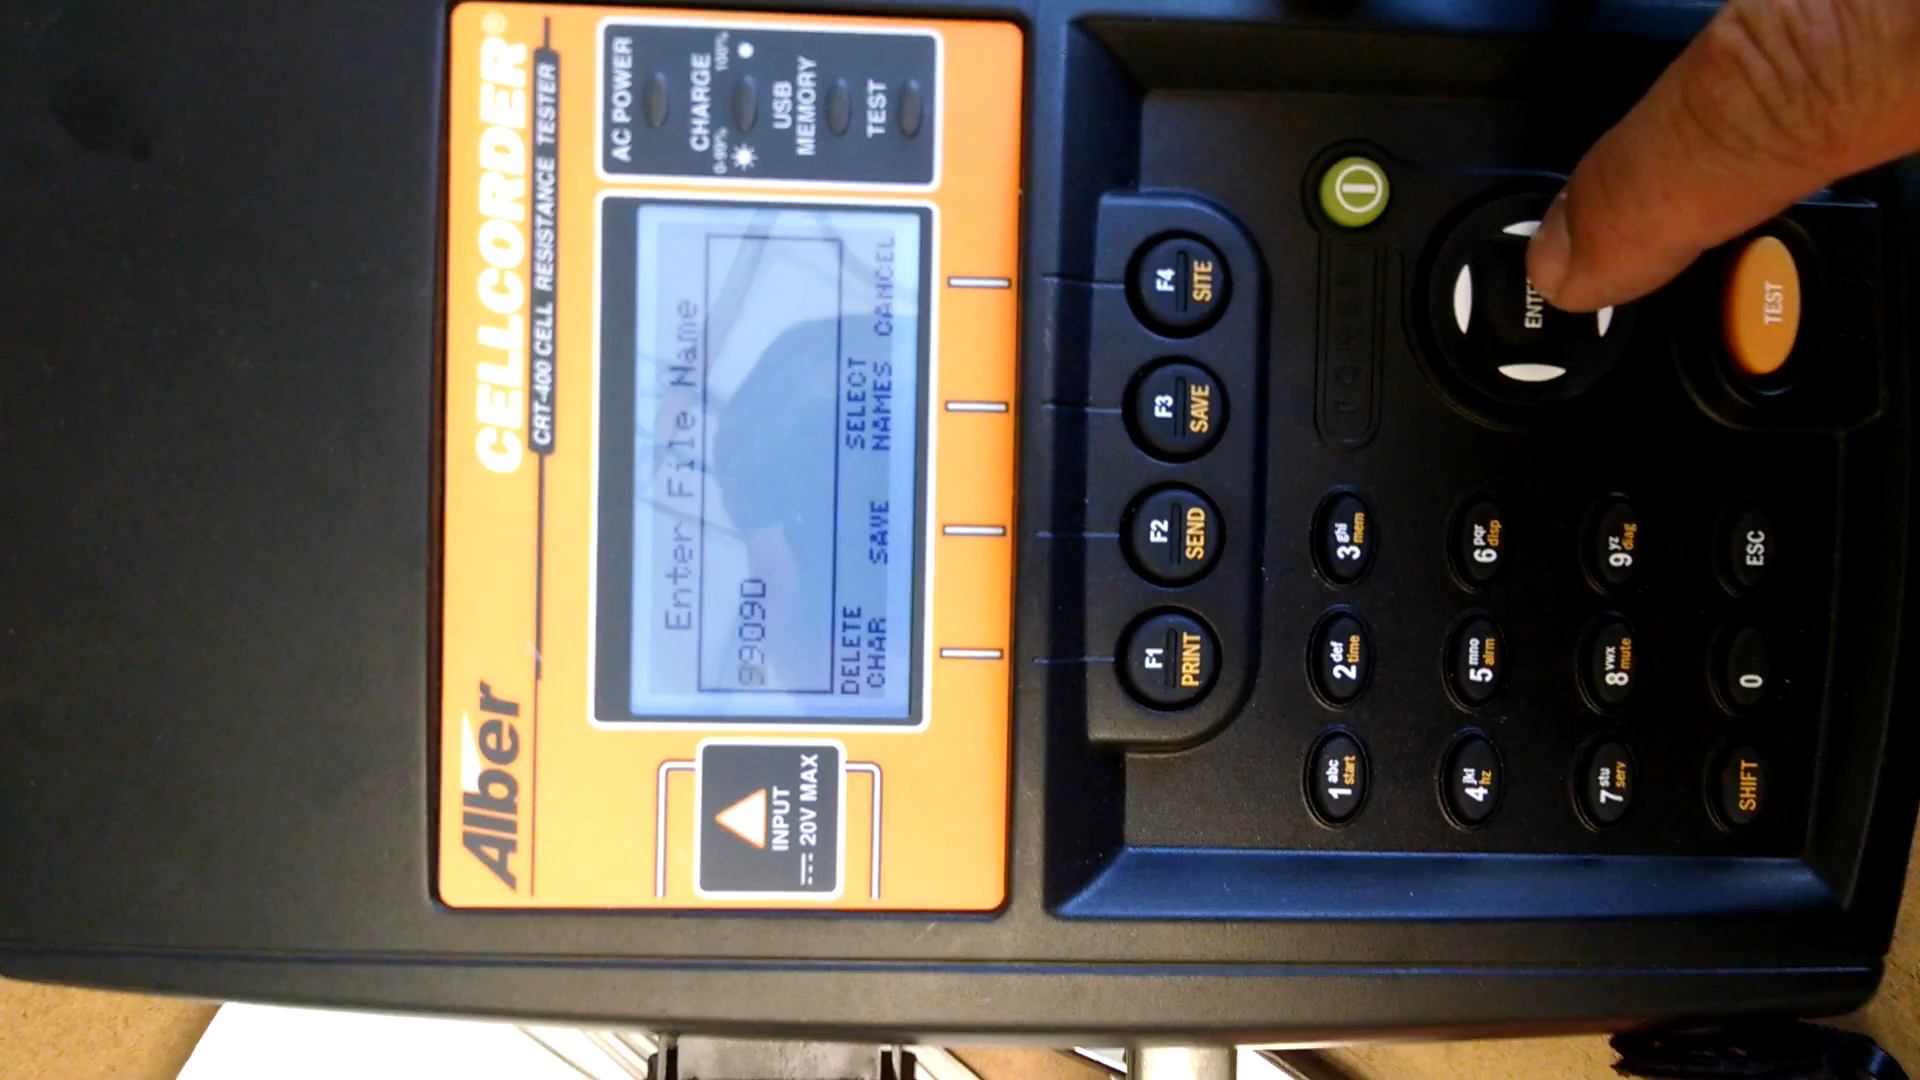 Alber
CELLCORDER®
CRT-400 CELL RESISTANCE TESTER
INPUT
20V MAX
Enter File Name
9909D
DELETE CHAR
SAVE
SELECT NAMES
CANCEL
AC POWER
CHARGE
0-99% 100%
USB MEMORY
TEST
F1 PRINT
F2 SEND
F3 SAVE
F4 SITE
POWER
1 abc start
2 def time
3 ghi mem
4 jkl hz
5 mno alrm
6 pqr disp
7 stu serv
8 vwx mute
9 yz diag
SHIFT
0
ESC
TEST